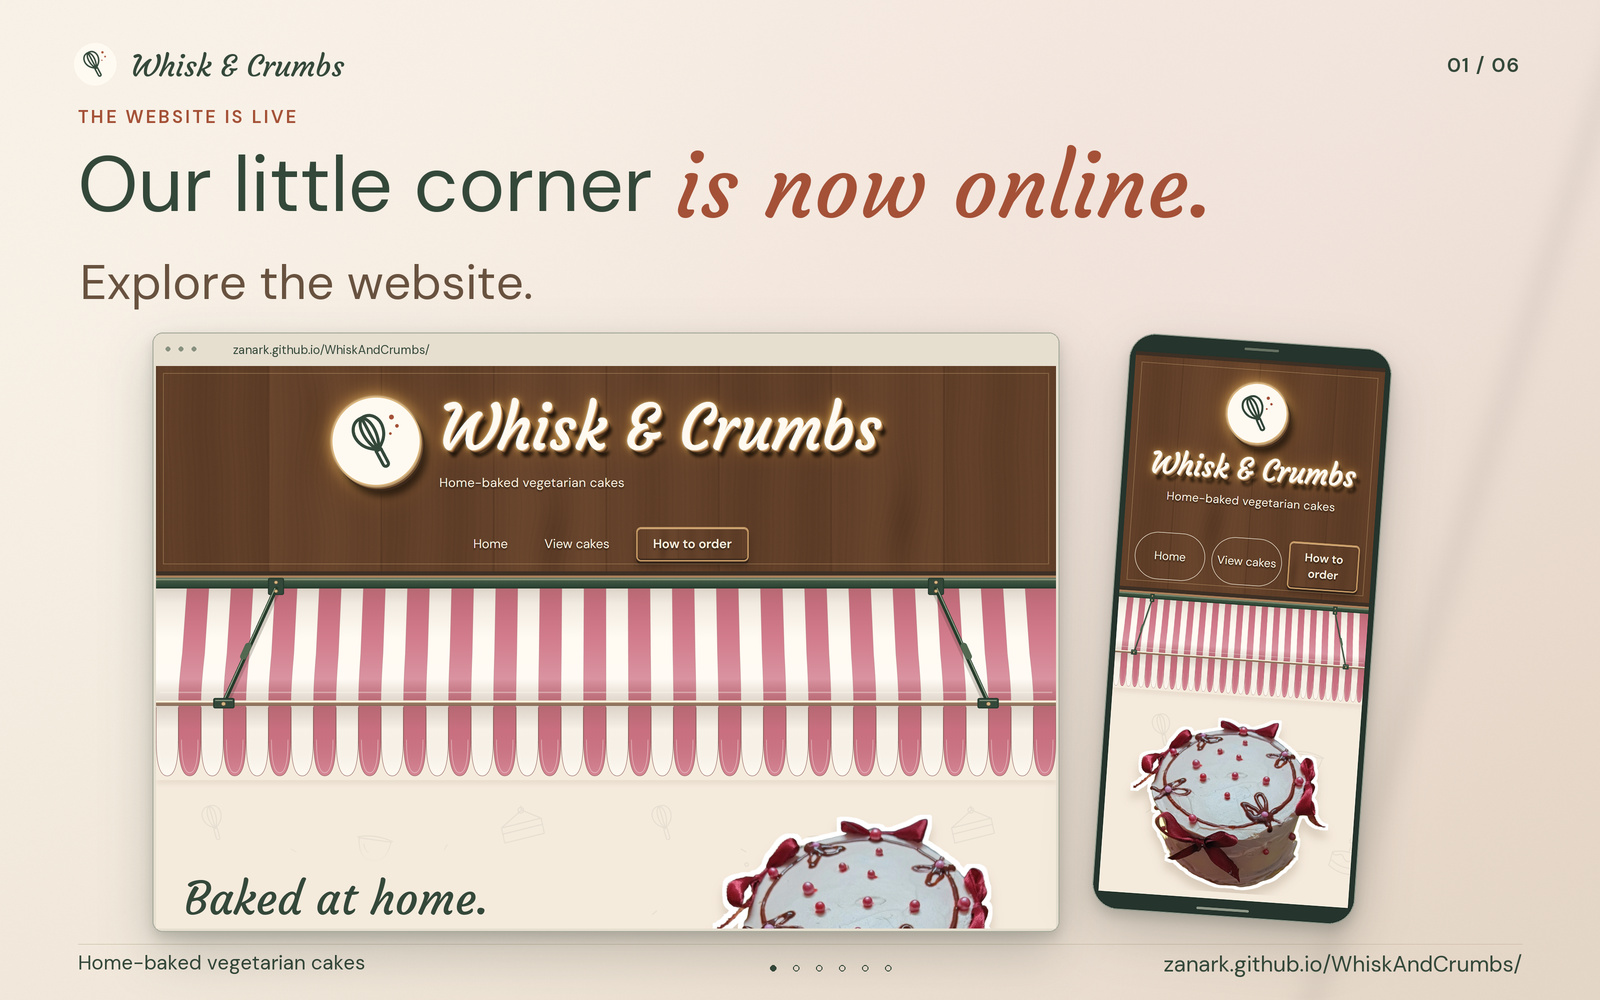 Whisk & Crumbs
01 / 06
THE WEBSITE IS LIVE
Our little corner is now online.
Explore the website.
zanark.github.io/WhiskAndCrumbs/
Whisk & Crumbs
Home-baked vegetarian cakes
Home
View cakes
How to order
Baked at home.
Whisk & Crumbs
Home-baked vegetarian cakes
Home
View cakes
How to
order
Home-baked vegetarian cakes
zanark.github.io/WhiskAndCrumbs/